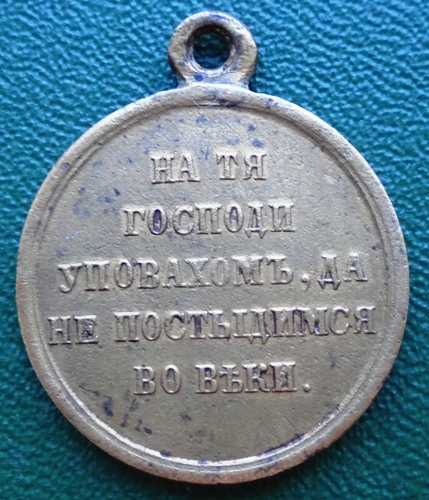 НА ТЯ
ГОСПОДИ
УПОВАХОМЪ, ДА
НЕ ПОСТЫДИМСЯ
ВО ВѢКИ.